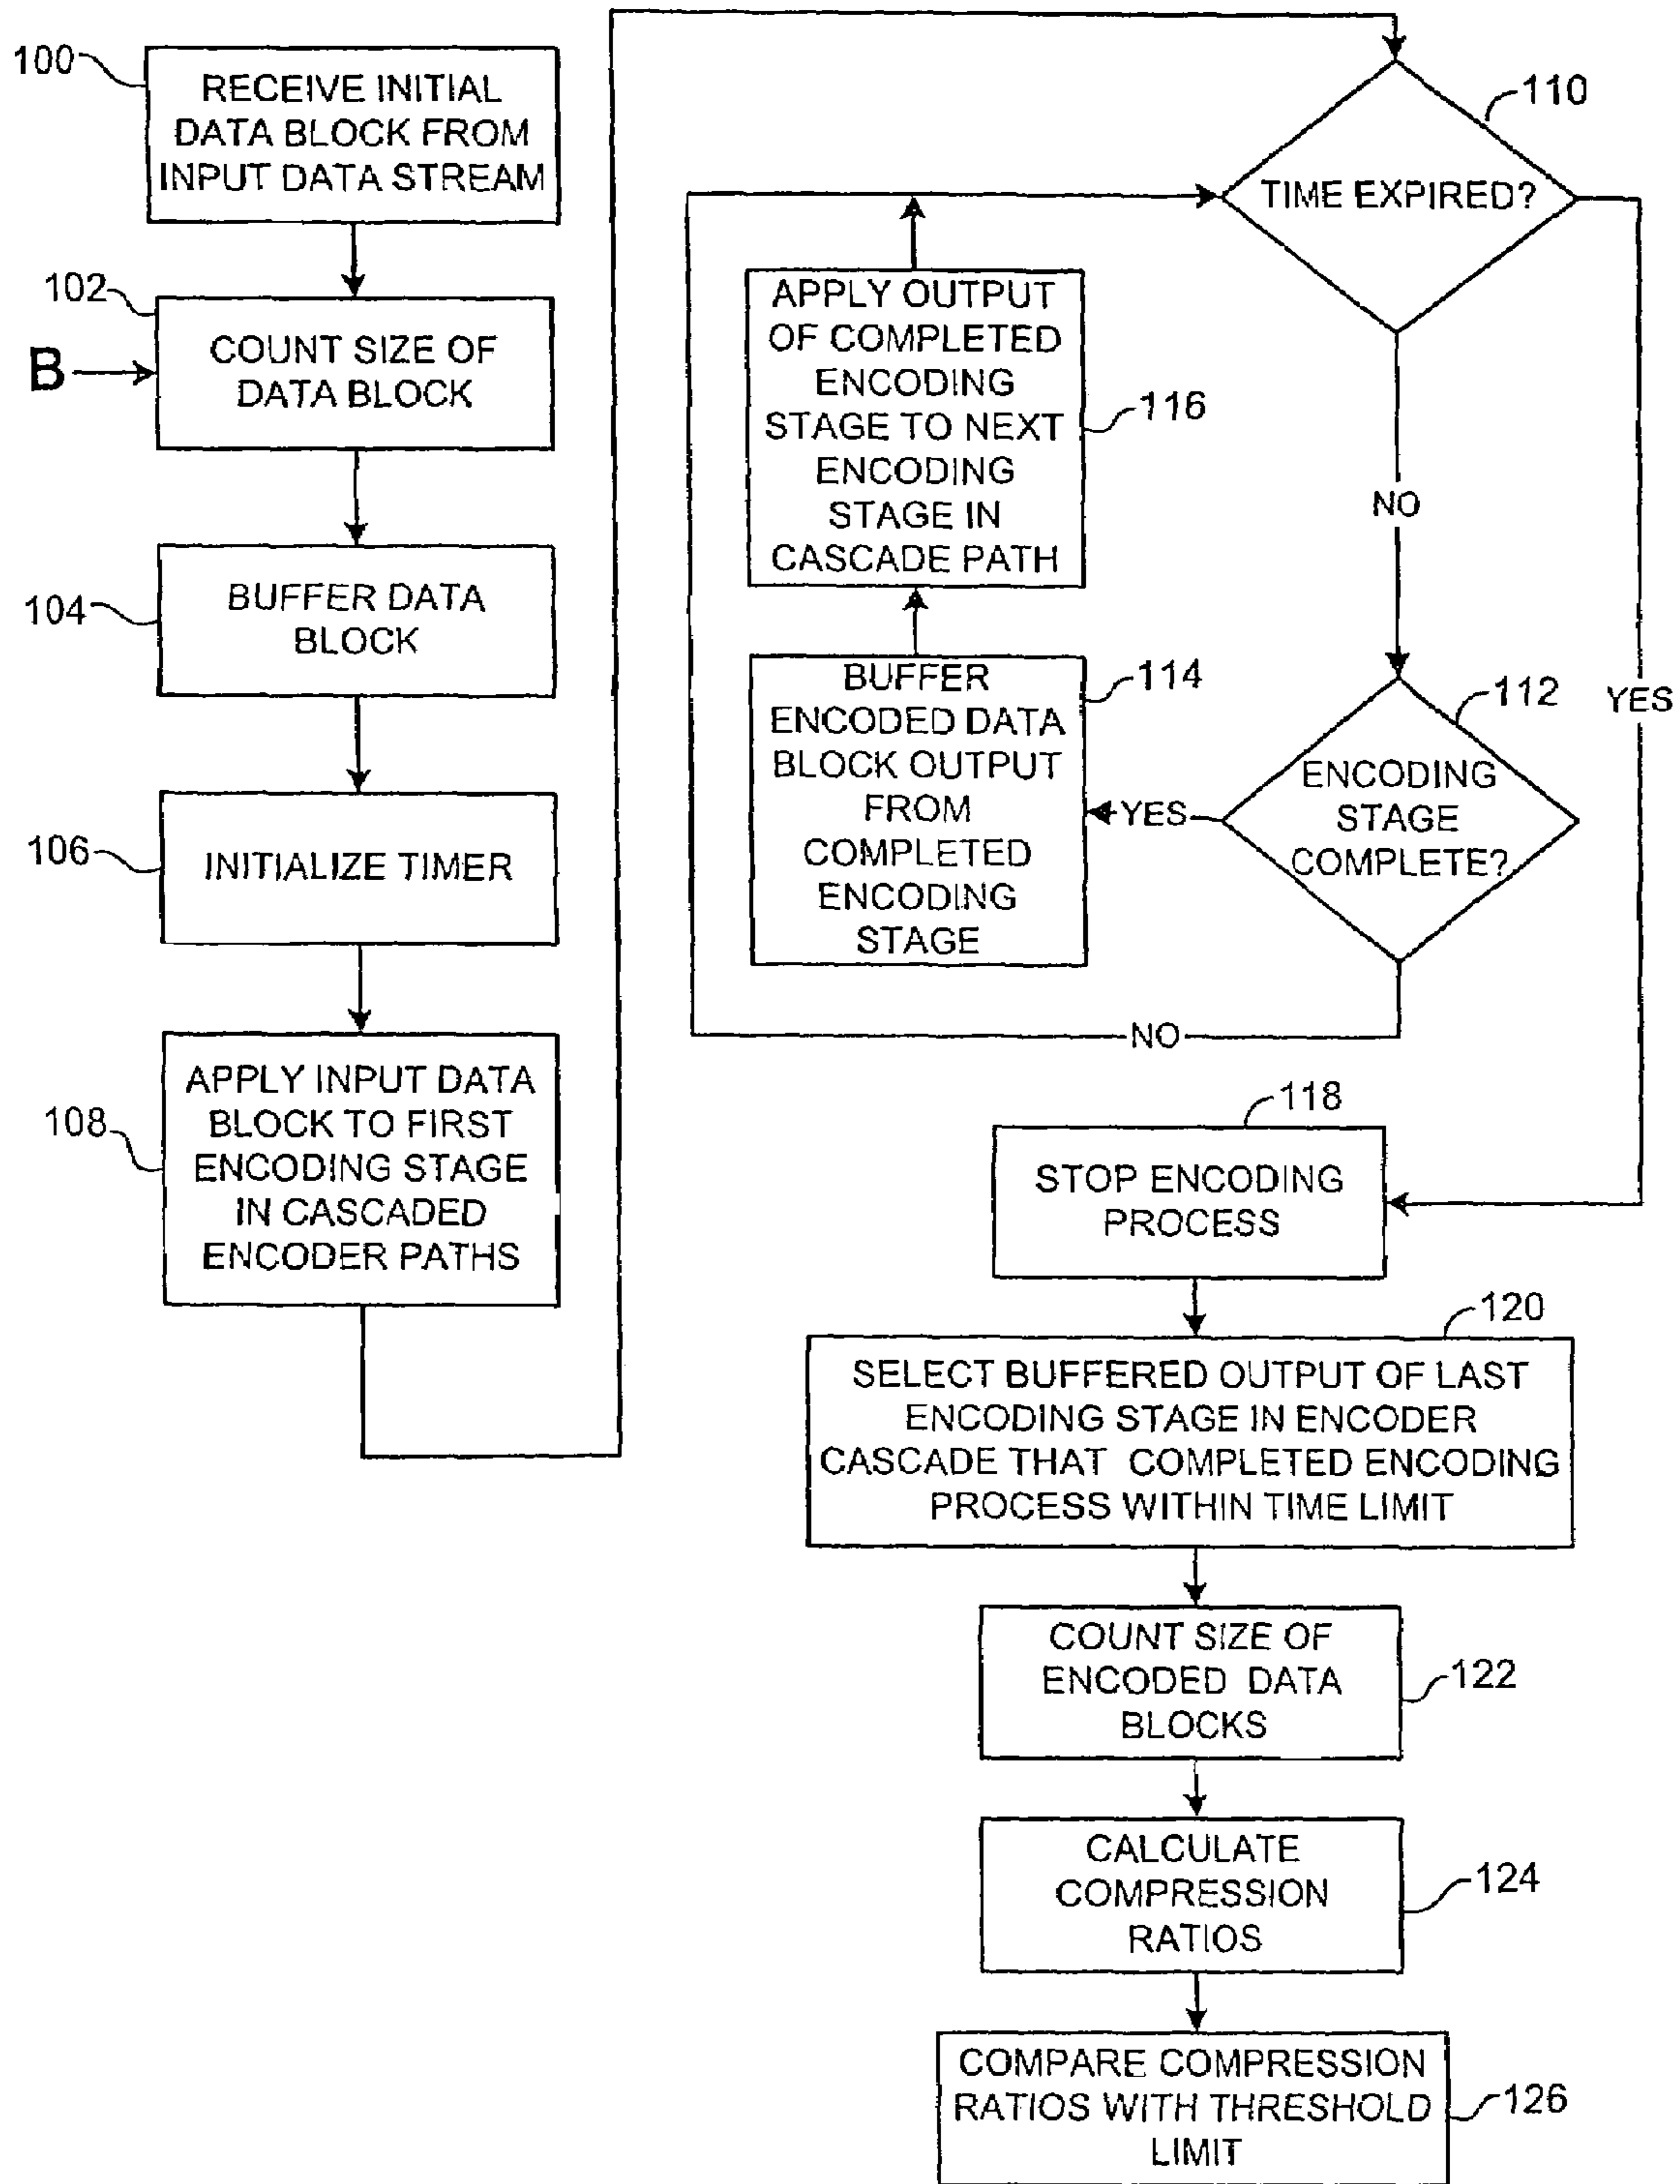 100
RECEIVE INITIAL
DATA BLOCK FROM
INPUT DATA STREAM
102
B
COUNT SIZE OF
DATA BLOCK
104
BUFFER DATA
BLOCK
106
INITIALIZE TIMER
108
APPLY INPUT DATA
BLOCK TO FIRST
ENCODING STAGE
IN CASCADED
ENCODER PATHS
110
TIME EXPIRED?
NO
YES
112
ENCODING
STAGE
COMPLETE?
YES
NO
114
BUFFER
ENCODED DATA
BLOCK OUTPUT
FROM
COMPLETED
ENCODING
STAGE
116
APPLY OUTPUT
OF COMPLETED
ENCODING
STAGE TO NEXT
ENCODING
STAGE IN
CASCADE PATH
118
STOP ENCODING
PROCESS
120
SELECT BUFFERED OUTPUT OF LAST
ENCODING STAGE IN ENCODER
CASCADE THAT COMPLETED ENCODING
PROCESS WITHIN TIME LIMIT
122
COUNT SIZE OF
ENCODED DATA
BLOCKS
124
CALCULATE
COMPRESSION
RATIOS
126
COMPARE COMPRESSION
RATIOS WITH THRESHOLD
LIMIT